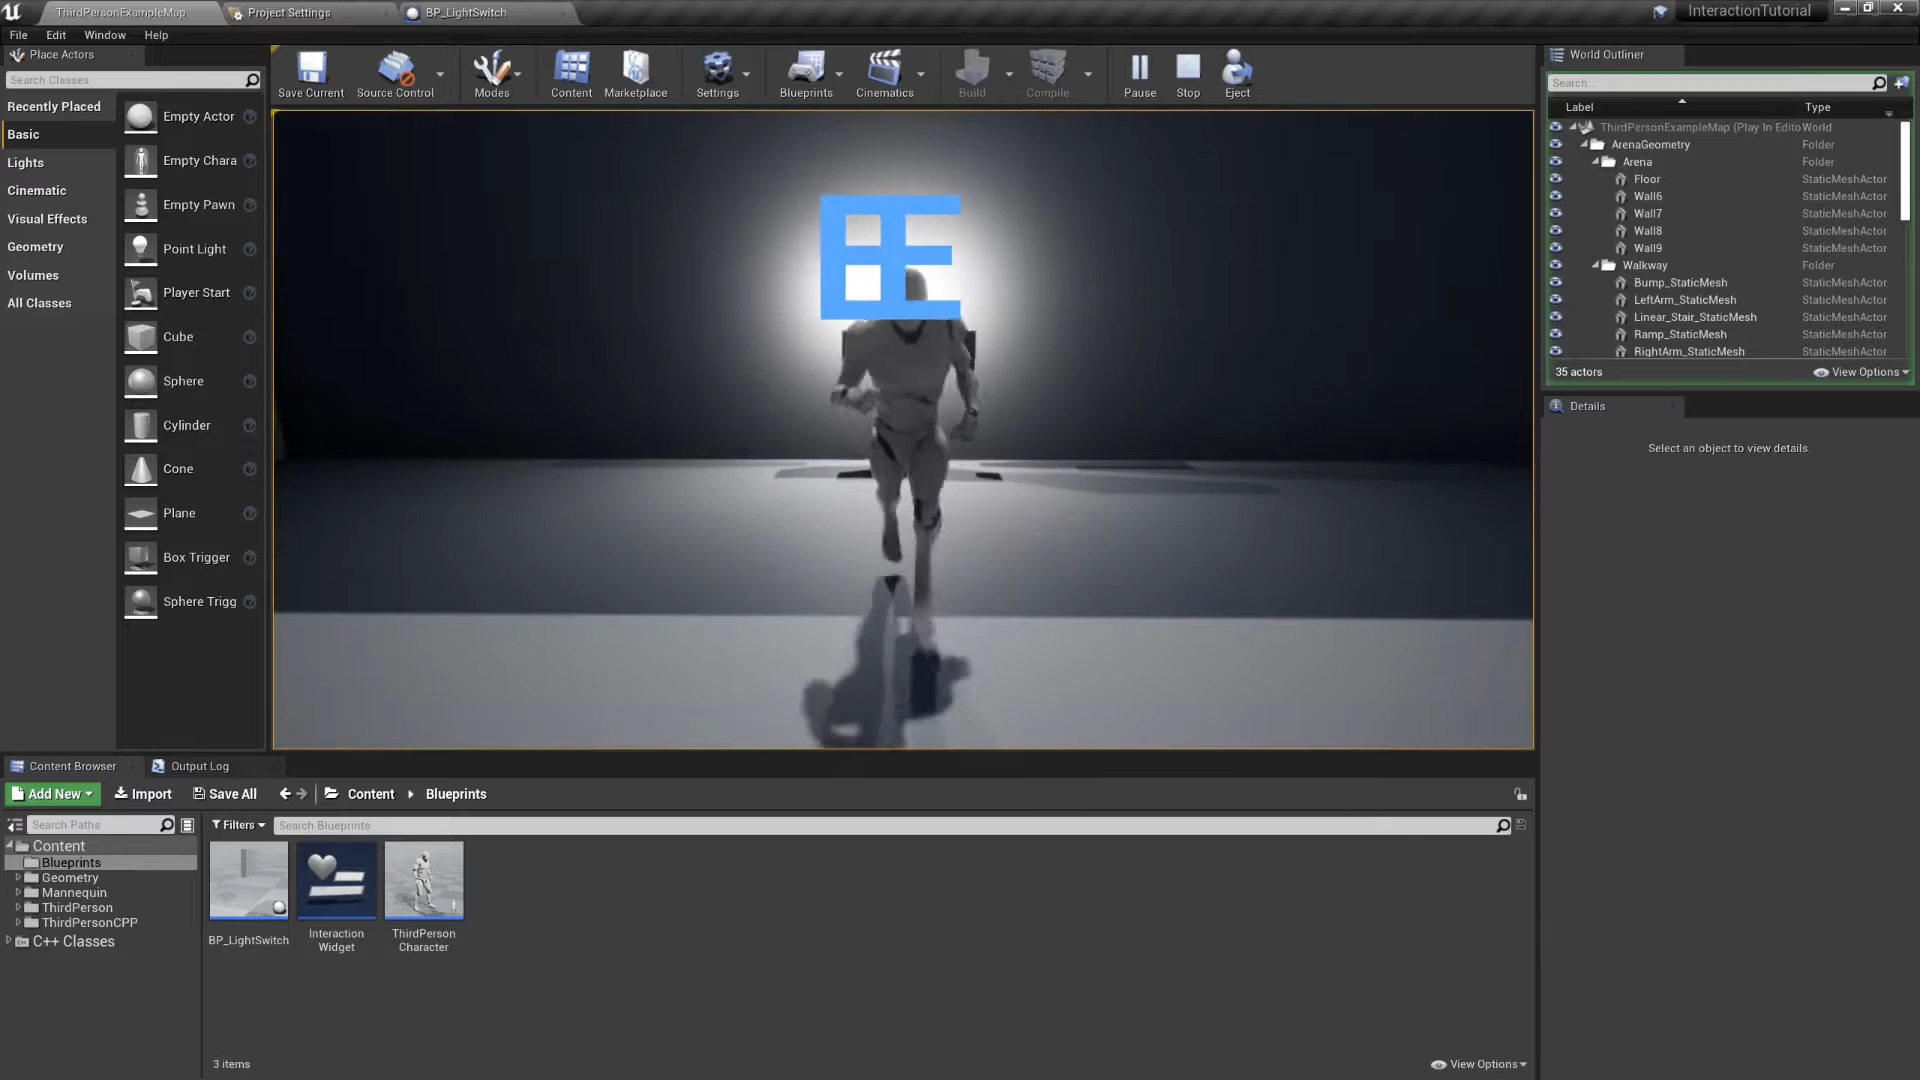 ThirdPersonExampleMap
Project Settings
BP_LightSwitch
InteractionTutorial
File Edit Window Help
Place Actors
Search Classes
Recently Placed
Basic
Lights
Cinematic
Visual Effects
Geometry
Volumes
All Classes
Empty Actor
Empty Chara
Empty Pawn
Point Light
Player Start
Cube
Sphere
Cylinder
Cone
Plane
Box Trigger
Sphere Trigg
Save Current
Source Control
Modes
Content
Marketplace
Settings
Blueprints
Cinematics
Build
Compile
Pause
Stop
Eject
World Outliner
Search...
Label Type
ThirdPersonExampleMap (Play In Edito World
ArenaGeometry Folder
Arena Folder
Floor StaticMeshActor
Wall6 StaticMeshActor
Wall7 StaticMeshActor
Wall8 StaticMeshActor
Wall9 StaticMeshActor
Walkway Folder
Bump_StaticMesh StaticMeshActor
LeftArm_StaticMesh StaticMeshActor
Linear_Stair_StaticMesh StaticMeshActor
Ramp_StaticMesh StaticMeshActor
RightArm_StaticMesh StaticMeshActor
35 actors View Options
Details
Select an object to view details.
Content Browser
Output Log
Add New Import Save All Content Blueprints
Search Paths
Filters
Search Blueprints
Content
Blueprints
Geometry
Mannequin
ThirdPerson
ThirdPersonCPP
C++ Classes
BP_LightSwitch
Interaction
Widget
ThirdPerson
Character
3 items
View Options